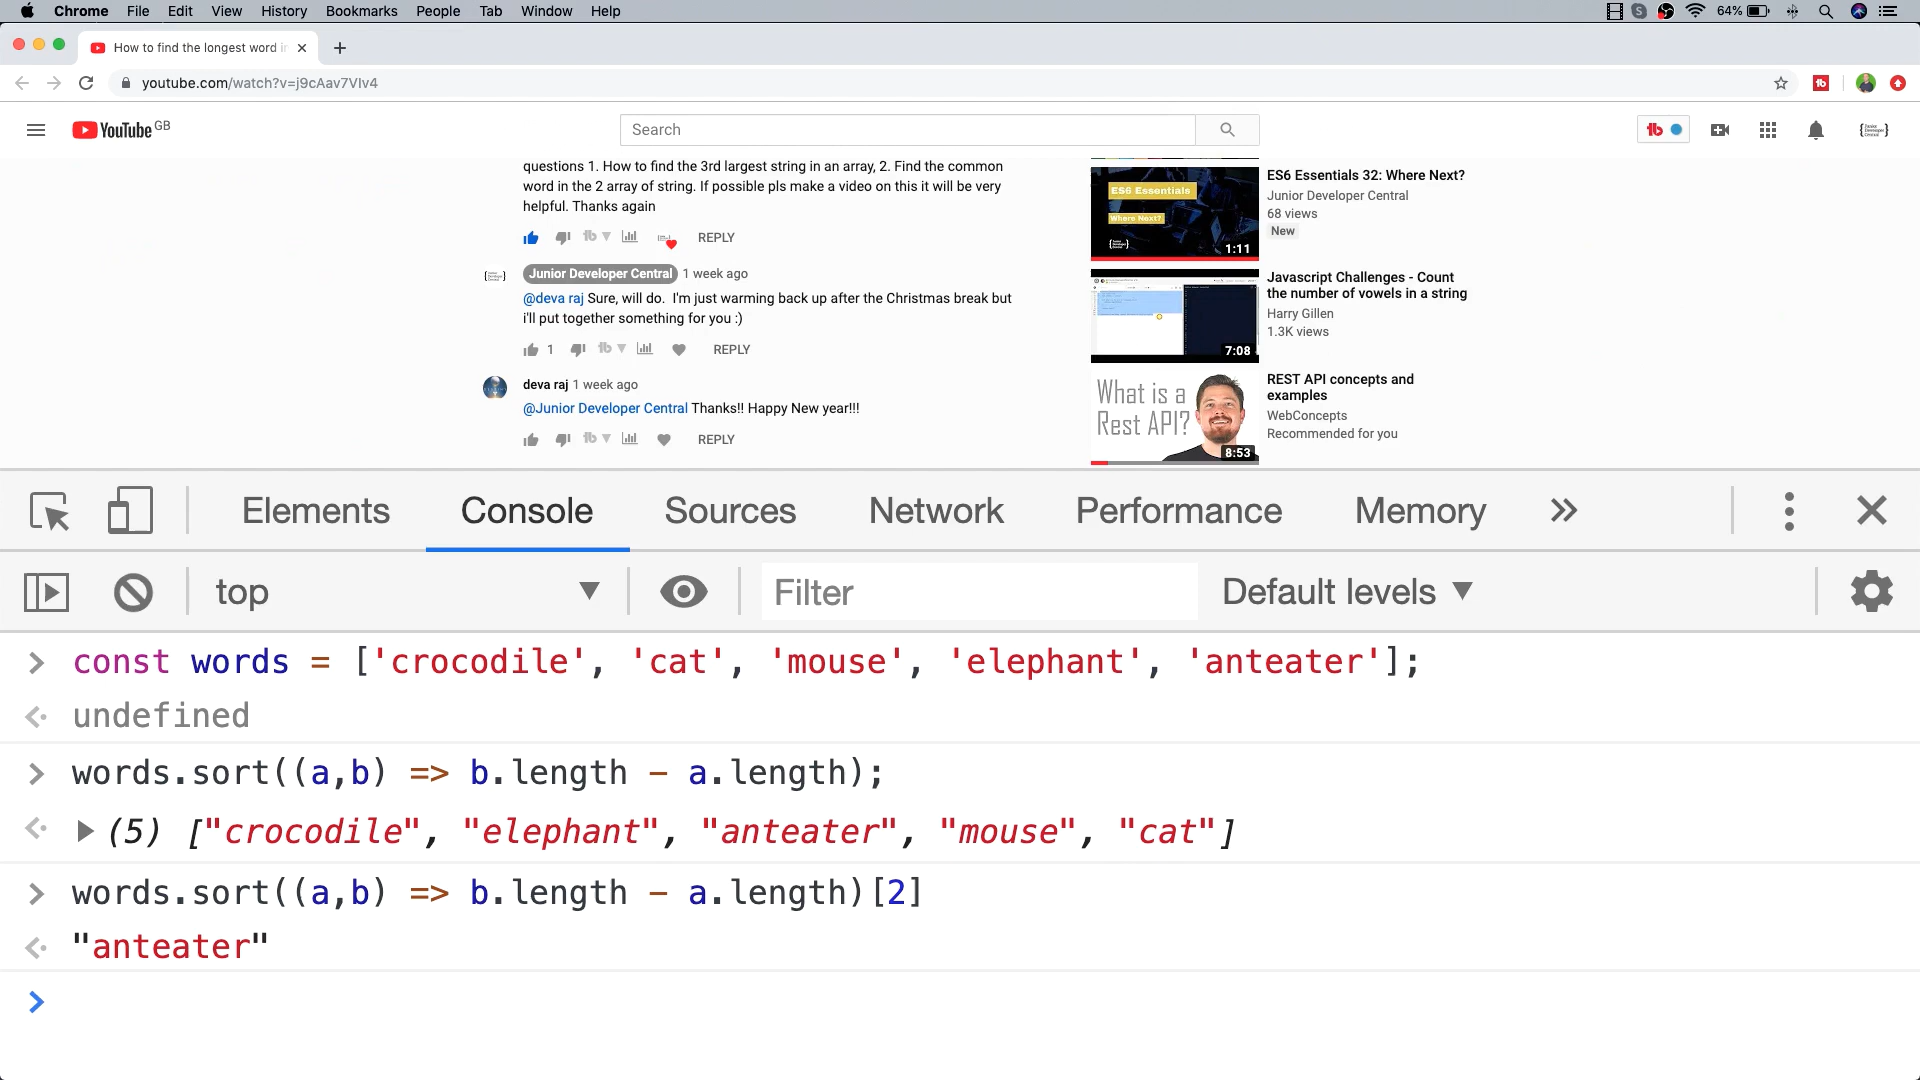 Chrome File Edit View History Bookmarks People Tab Window Help 64%
How to find the longest word in
youtube.com/watch?v=j9cAav7VIv4
YouTube GB
Search
questions 1. How to find the 3rd largest string in an array, 2. Find the common
word in the 2 array of string. If possible pls make a video on this it will be very
helpful. Thanks again
REPLY
Junior Developer Central 1 week ago
@deva raj Sure, will do. I'm just warming back up after the Christmas break but
i'll put together something for you :)
1 REPLY
deva raj 1 week ago
@Junior Developer Central Thanks!! Happy New year!!!
REPLY
ES6 Essentials
Where Next?
1:11
ES6 Essentials 32: Where Next?
Junior Developer Central
68 views
New
7:08
Javascript Challenges - Count
the number of vowels in a string
Harry Gillen
1.3K views
What is a
Rest API?
8:53
REST API concepts and
examples
WebConcepts
Recommended for you
Elements Console Sources Network Performance Memory
top Filter Default levels
> const words = ['crocodile', 'cat', 'mouse', 'elephant', 'anteater'];
undefined
> words.sort((a,b) => b.length - a.length);
(5) ["crocodile", "elephant", "anteater", "mouse", "cat"]
> words.sort((a,b) => b.length - a.length)[2]
"anteater"
>